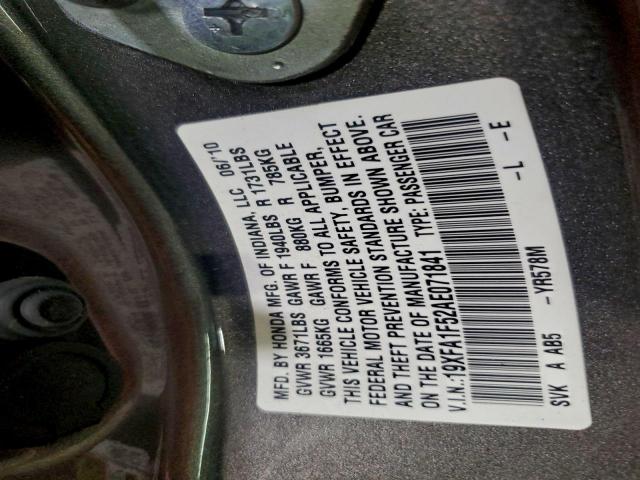 MFD. BY HONDA MFG. OF INDIANA, LLC 06/10
GVWR 3671LBS GAWR F 1940LBS R 1731LBS
GVWR 1665KG GAWR F 880KG R 785KG
THIS VEHICLE CONFORMS TO ALL APPLICABLE
FEDERAL MOTOR VEHICLE SAFETY, BUMPER,
AND THEFT PREVENTION STANDARDS IN EFFECT
ON THE DATE OF MANUFACTURE SHOWN ABOVE.
V.I.N.:19XFA1F52AE071841 TYPE: PASSENGER CAR
SVK A AB5 -YR578M -L -E